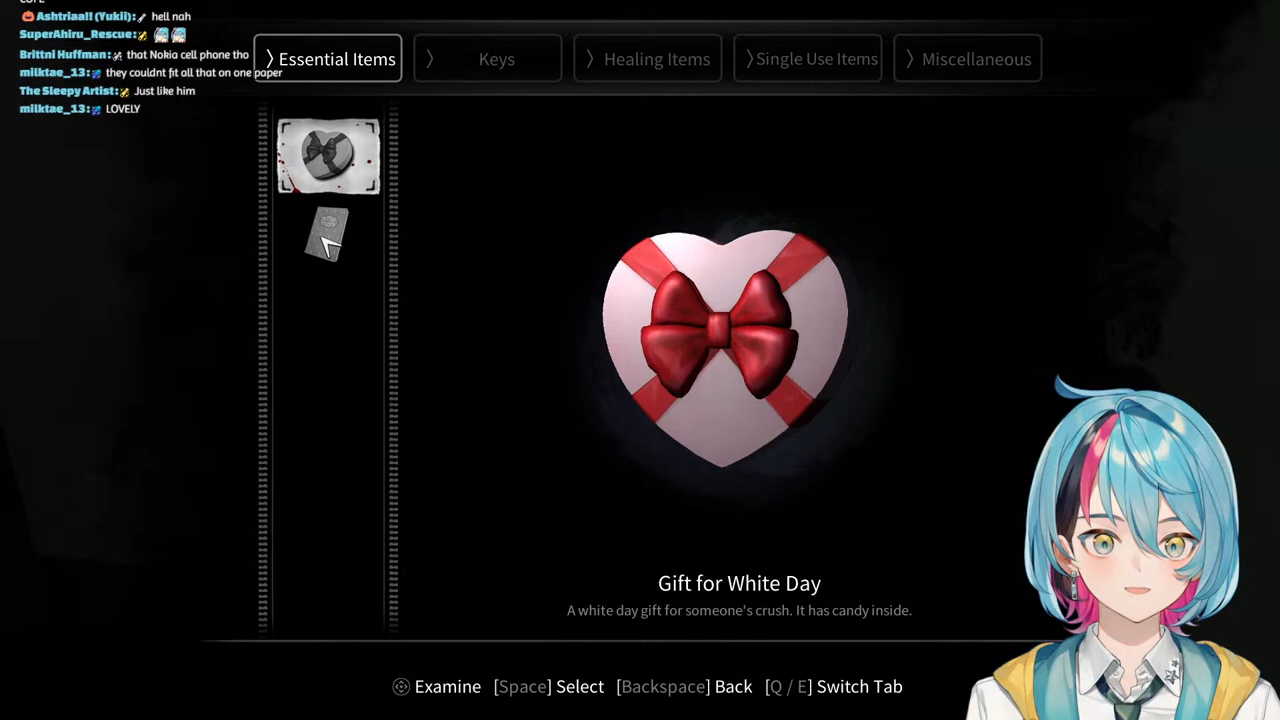 Ashtriaa!! (Yukii): hell nah
SuperAhiru_Rescue:
Brittni Huffman: that Nokia cell phone tho
milktae_13: they couldnt fit all that on one paper
The Sleepy Artist: Just like him
milktae_13: LOVELY
Essential Items
Keys
Healing Items
Single Use Items
Miscellaneous
Gift for White Day
A white day gift for someone's crush. It has candy inside.
Examine [Space] Select [Backspace] Back [Q / E] Switch Tab